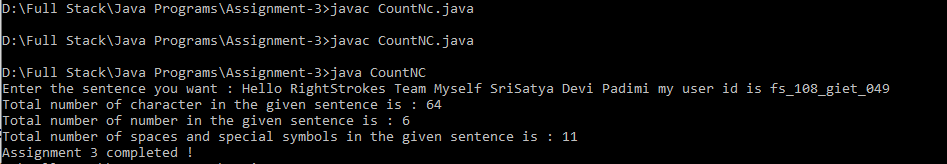 D:\Full Stack\Java Programs\Assignment-3>javac CountNc.java
D:\Full Stack\Java Programs\Assignment-3>javac CountNC.java
D:\Full Stack\Java Programs\Assignment-3>java CountNC
Enter the sentence you want : Hello RightStrokes Team Myself SriSatya Devi Padimi my user id is fs_108_giet_049
Total number of character in the given sentence is : 64
Total number of number in the given sentence is : 6
Total number of spaces and special symbols in the given sentence is : 11
Assignment 3 completed !